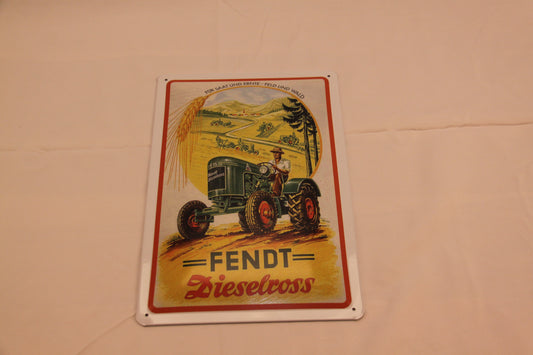 FÜR SAAT UND ERNTE - FELD UND WALD
FENDT
Dieselross